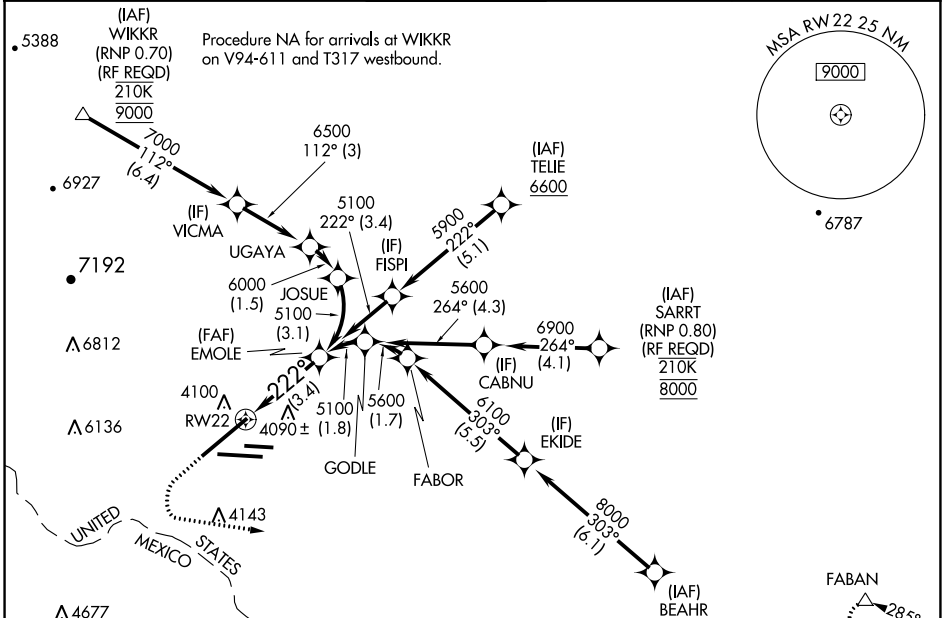 (IAF)
WIKKR
(RNP 0.70)
(RF REQD)
210K
9000
5388
Procedure NA for arrivals at WIKKR
on V94-611 and T317 westbound.
MSA RW22 25 NM
9000
6787
7000
112°
(6.4)
6500
112° (3)
6927
(IF)
VICMA
UGAYA
5100
222° (3.4)
(IF)
FISPI
(IAF)
TELIE
6600
5900
222°
(5.1)
7192
6000
(1.5)
JOSUE
5100
(3.1)
5600
264° (4.3)
6900
264°
(4.1)
(IAF)
SARRT
(RNP 0.80)
(RF REQD)
210K
8000
6812
(FAF)
EMOLE
(IF)
CABNU
222°
(3.4)
4100
RW22
4090 ±
5100
(1.8)
5600
(1.7)
GODLE
FABOR
6100
303°
(5.5)
(IF)
EKIDE
6136
8000
303°
(6.1)
4143
UNITED STATES
MEXICO
(IAF)
BEAHR
FABAN
285°
4677